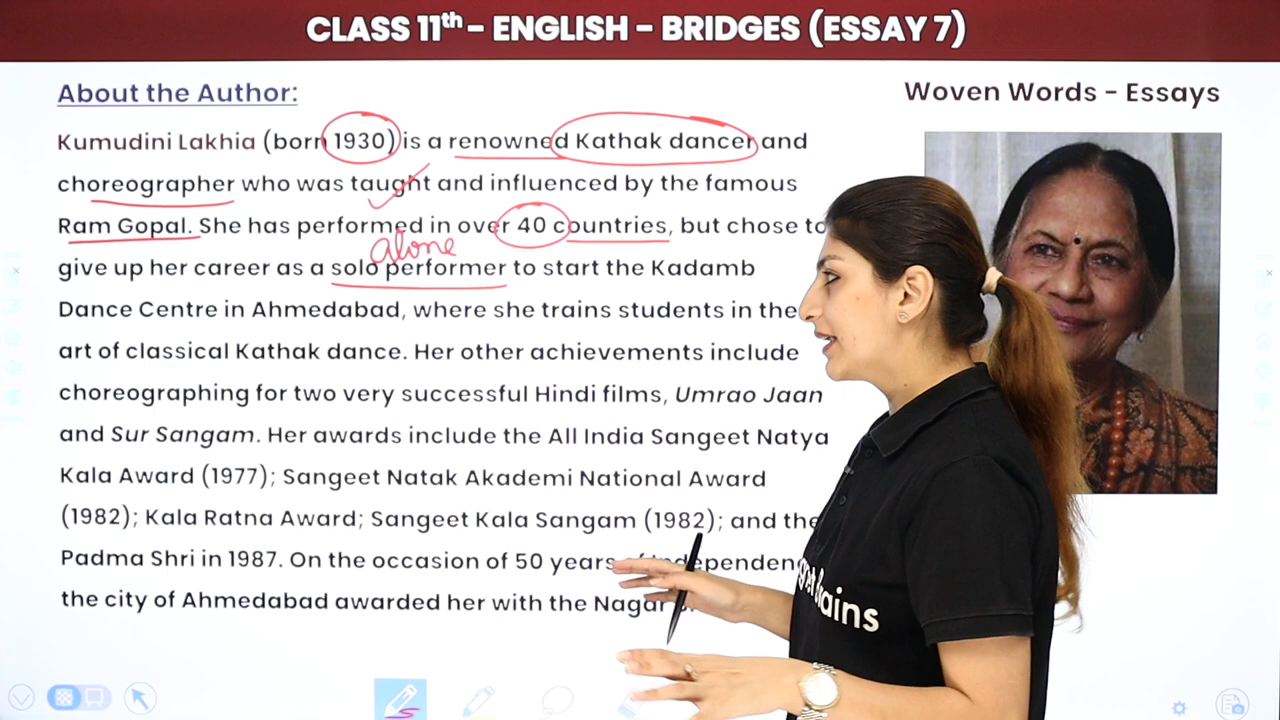 CLASS 11th - ENGLISH - BRIDGES (ESSAY 7)
About the Author:
Woven Words - Essays
Kumudini Lakhia (born 1930) is a renowned Kathak dancer and
choreographer who was taught and influenced by the famous
Ram Gopal. She has performed in over 40 countries, but chose to
alone
give up her career as a solo performer to start the Kadamb
Dance Centre in Ahmedabad, where she trains students in the
art of classical Kathak dance. Her other achievements include
choreographing for two very successful Hindi films, Umrao Jaan
and Sur Sangam. Her awards include the All India Sangeet Natya
Kala Award (1977); Sangeet Natak Akademi National Award
(1982); Kala Ratna Award; Sangeet Kala Sangam (1982); and the
Padma Shri in 1987. On the occasion of 50 years
the city of Ahmedabad awarded her with the Nagar